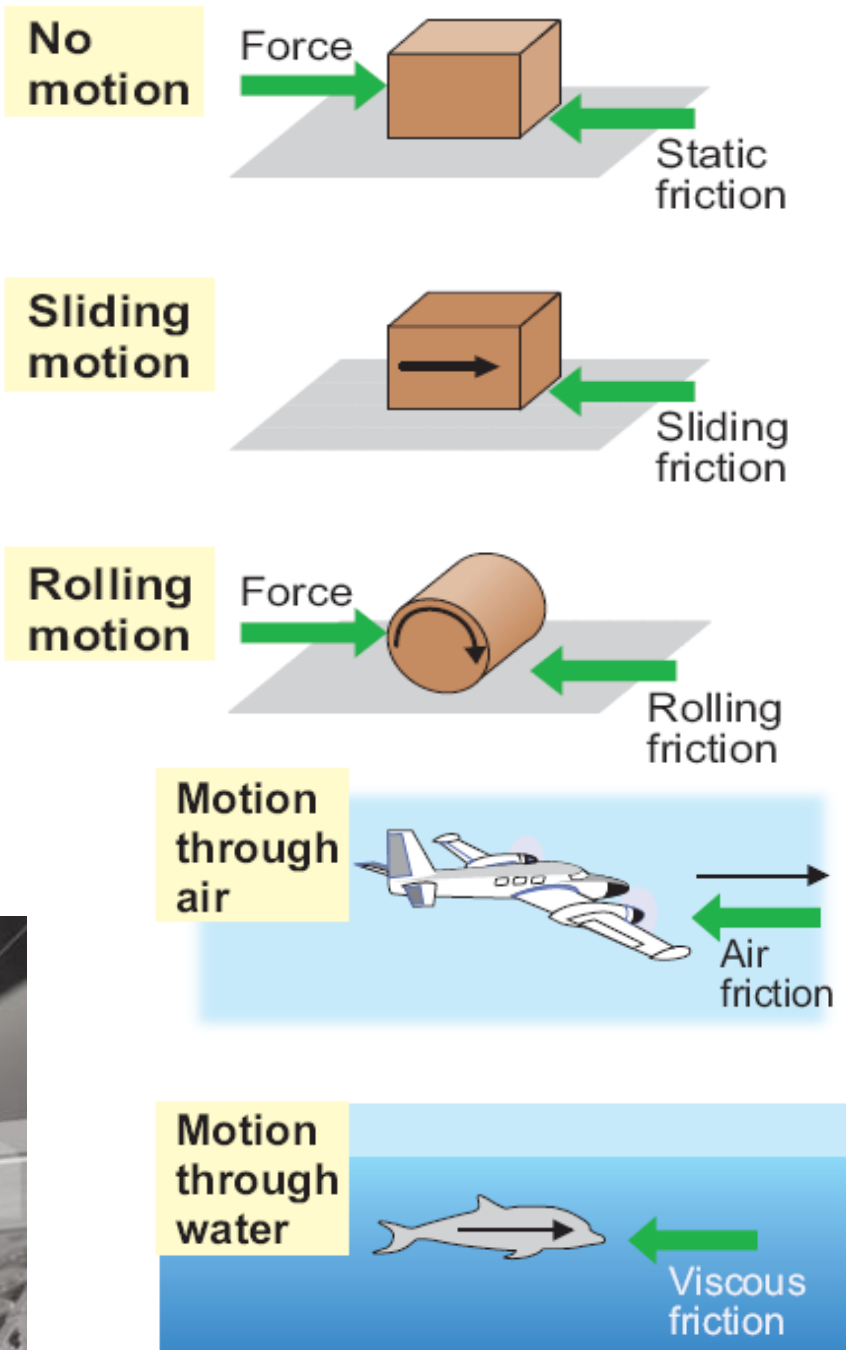 No
motion
Force
Static
friction
Sliding
motion
Sliding
friction
Rolling
motion
Force
Rolling
friction
Motion
through
air
Air
friction
Motion
through
water
Viscous
friction